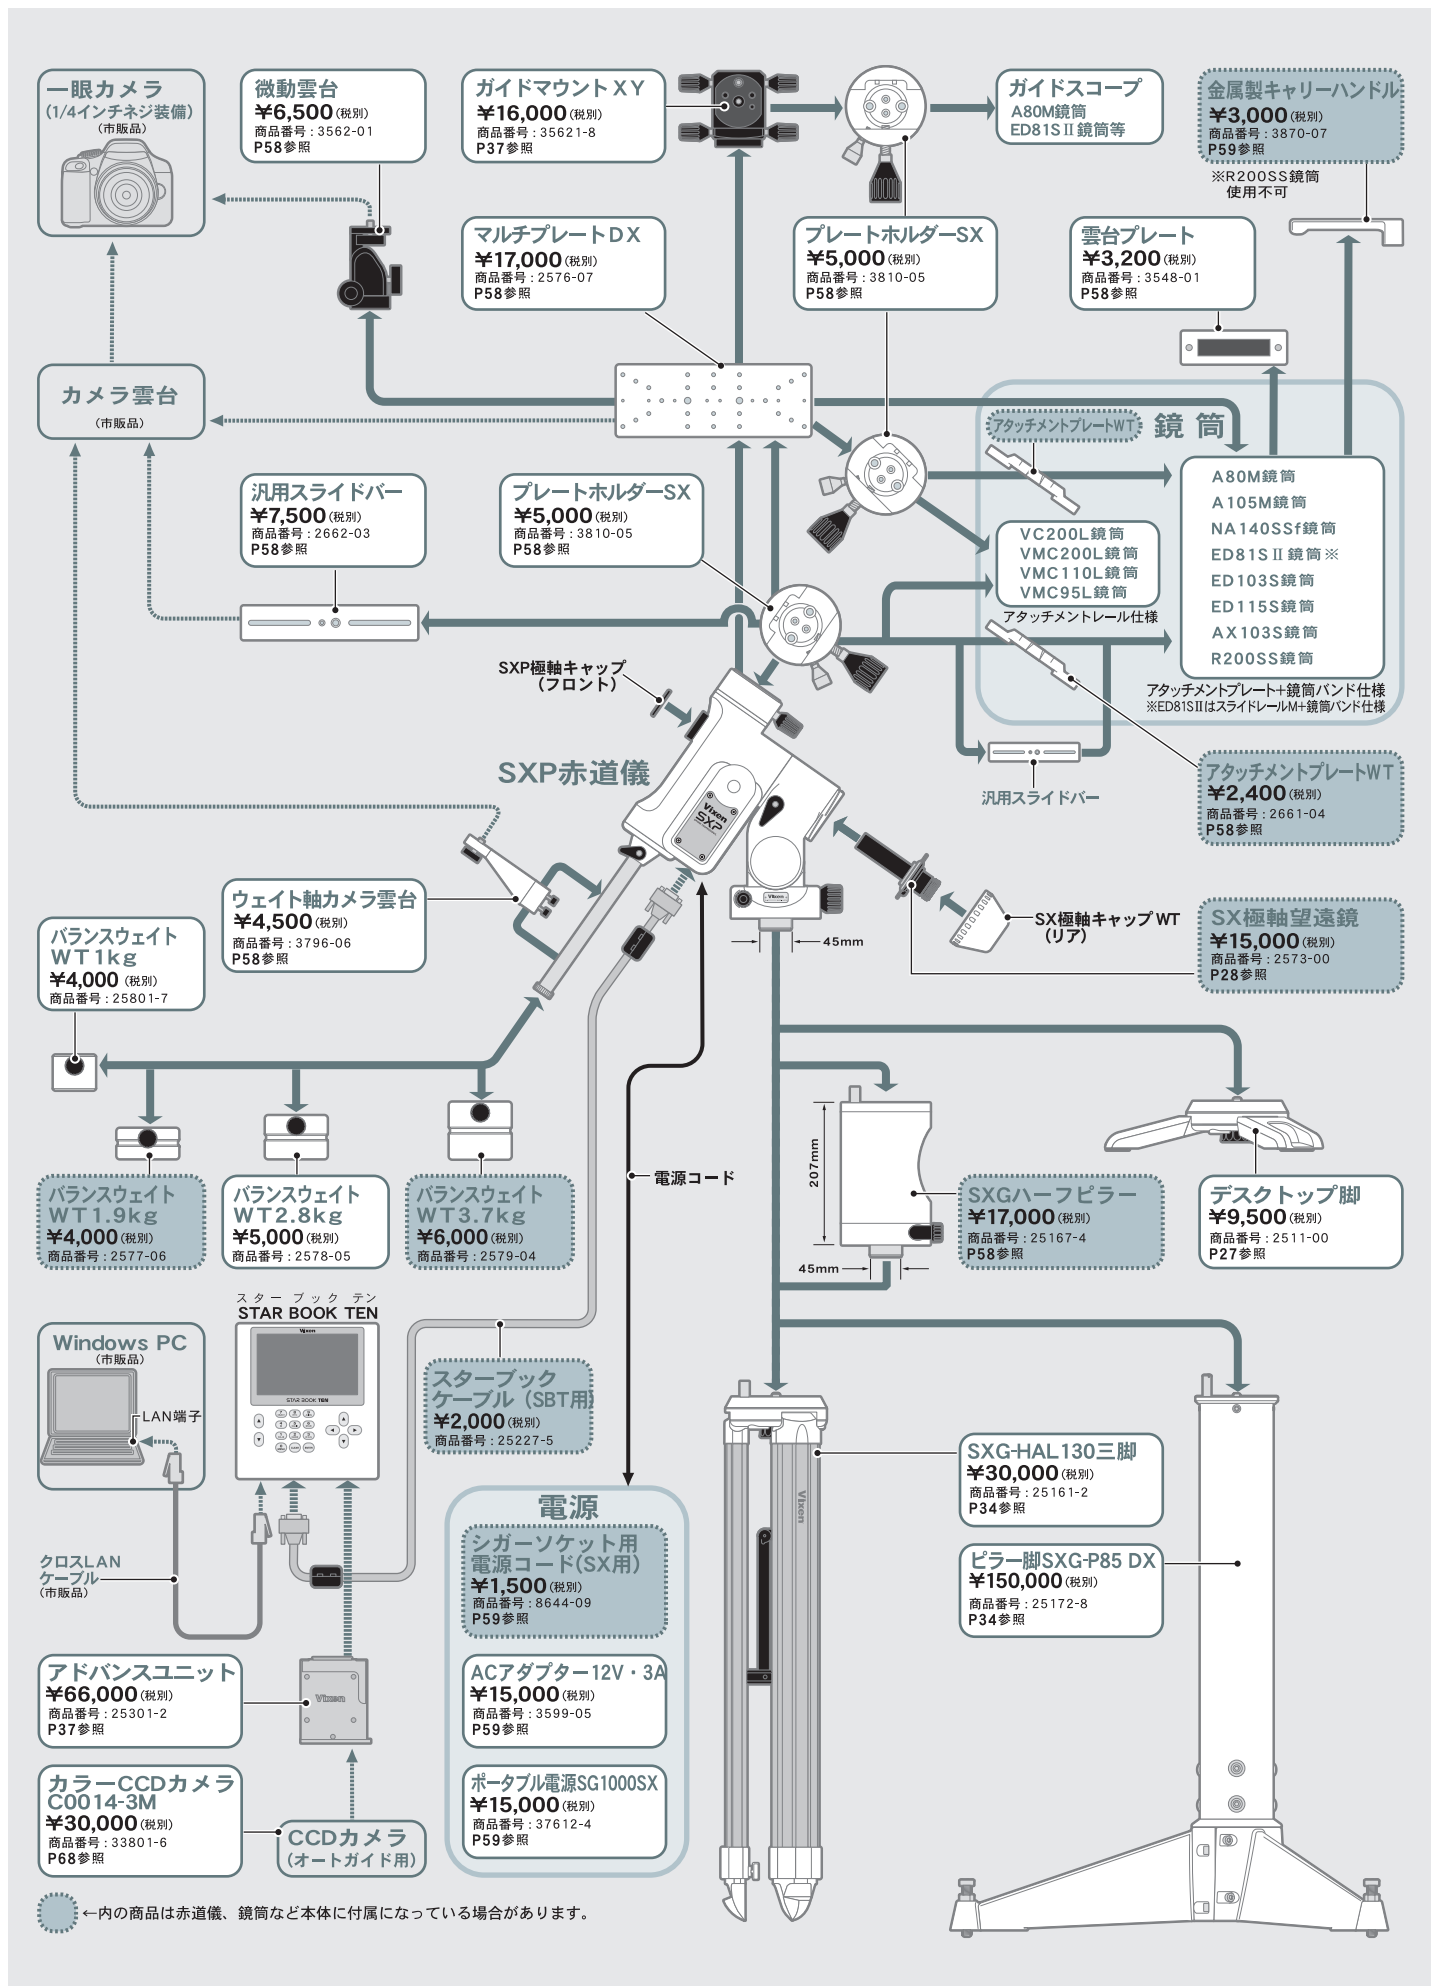 一眼カメラ
(1/4インチネジ装備)
(市販品)
微動雲台
¥6,500(税別)
商品番号：3562-01
P58参照
ガイドマウントXY
¥16,000(税別)
商品番号：35621-8
P37参照
ガイドスコープ
A80M鏡筒
ED81SⅡ鏡筒等
金属製キャリーハンドル
¥3,000(税別)
商品番号：3870-07
P59参照
※R200SS鏡筒
使用不可
マルチプレートDX
¥17,000(税別)
商品番号：2576-07
P58参照
プレートホルダーSX
¥5,000(税別)
商品番号：3810-05
P58参照
雲台プレート
¥3,200(税別)
商品番号：3548-01
P58参照
カメラ雲台
(市販品)
アタッチメントプレートWT
鏡筒
汎用スライドバー
¥7,500(税別)
商品番号：2662-03
P58参照
プレートホルダーSX
¥5,000(税別)
商品番号：3810-05
P58参照
VC200L鏡筒
VMC200L鏡筒
VMC110L鏡筒
VMC95L鏡筒
アタッチメントレール仕様
A80M鏡筒
A105M鏡筒
NA140SSf鏡筒
ED81SⅡ鏡筒※
ED103S鏡筒
ED115S鏡筒
AX103S鏡筒
R200SS鏡筒
アタッチメントプレート+鏡筒バンド仕様
※ED81SⅡはスライドレールM+鏡筒バンド仕様
SXP極軸キャップ
(フロント)
SXP赤道儀
Vixen
SXP
汎用スライドバー
アタッチメントプレートWT
¥2,400(税別)
商品番号：2661-04
P58参照
ウェイト軸カメラ雲台
¥4,500(税別)
商品番号：3796-06
P58参照
Vixen
45mm
SX極軸キャップWT
(リア)
SX極軸望遠鏡
¥15,000(税別)
商品番号：2573-00
P28参照
バランスウェイト
WT1kg
¥4,000 (税別)
商品番号：25801-7
207mm
電源コード
45mm
バランスウェイト
WT1.9kg
¥4,000(税別)
商品番号：2577-06
バランスウェイト
WT2.8kg
¥5,000(税別)
商品番号：2578-05
バランスウェイト
WT3.7kg
¥6,000(税別)
商品番号：2579-04
SXGハーフピラー
¥17,000(税別)
商品番号：25167-4
P58参照
デスクトップ脚
¥9,500(税別)
商品番号：2511-00
P27参照
スター ブック テン
STAR BOOK TEN
Vixen
STAR BOOK TEN
Windows PC
(市販品)
LAN端子
スターブック
ケーブル（SBT用）
¥2,000(税別)
商品番号：25227-5
クロスLAN
ケーブル
(市販品)
電源
シガーソケット用
電源コード(SX用)
¥1,500(税別)
商品番号：8644-09
P59参照
ACアダプター12V・3A
¥15,000(税別)
商品番号：3599-05
P59参照
ポータブル電源SG1000SX
¥15,000(税別)
商品番号：37612-4
P59参照
Vixen
SXG-HAL130三脚
¥30,000(税別)
商品番号：25161-2
P34参照
ピラー脚SXG-P85 DX
¥150,000(税別)
商品番号：25172-8
P34参照
アドバンスユニット
¥66,000(税別)
商品番号：25301-2
P37参照
Vixen
カラーCCDカメラ
C0014-3M
¥30,000(税別)
商品番号：33801-6
P68参照
CCDカメラ
(オートガイド用)
←内の商品は赤道儀、鏡筒など本体に付属になっている場合があります。